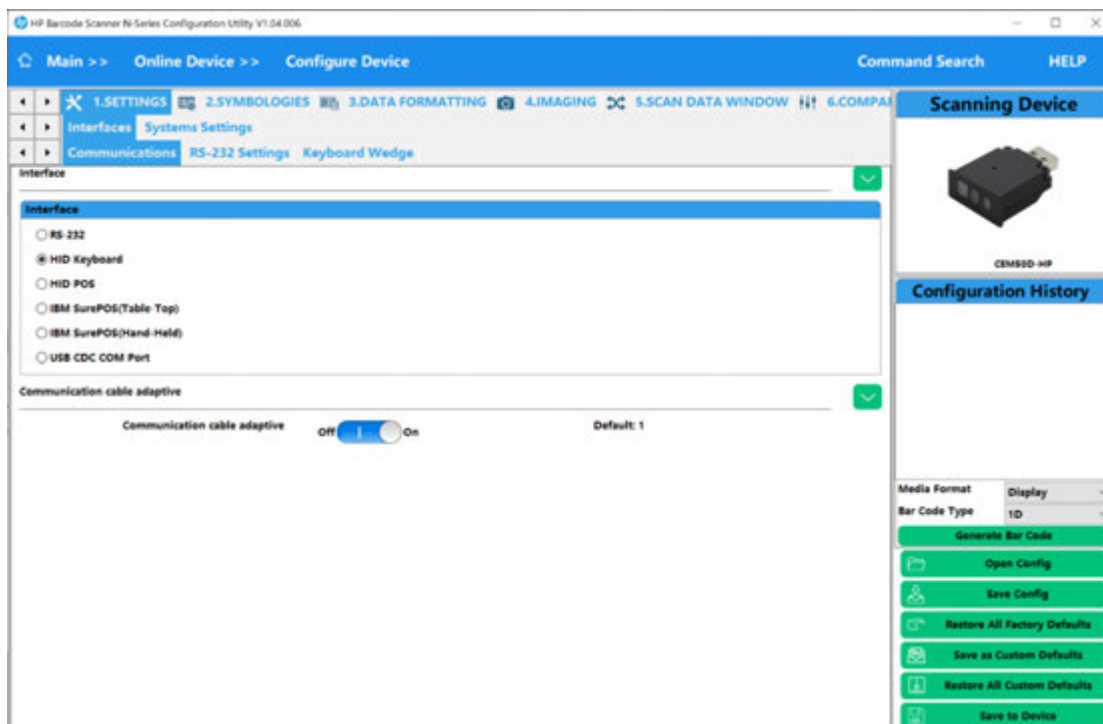 HP Barcode Scanner N-Series Configuration Utility V1.04.006
Main >> Online Device >> Configure Device Command Search HELP
1.SETTINGS 2.SYMBOLOGIES 3.DATA FORMATTING 4.IMAGING 5.SCAN DATA WINDOW 6.COMPA
Interfaces Systems Settings
Communications RS-232 Settings Keyboard Wedge
Interface
Interface
RS-232
HID Keyboard
HID POS
IBM SurePOS(Table-Top)
IBM SurePOS(Hand-Held)
USB CDC COM Port
Communication cable adaptive
Communication cable adaptive Off On Default: 1
Scanning Device
CEM50D-HP
Configuration History
Media Format Display
Bar Code Type 1D
Generate Bar Code
Open Config
Save Config
Restore All Factory Defaults
Save as Custom Defaults
Restore All Custom Defaults
Save to Device